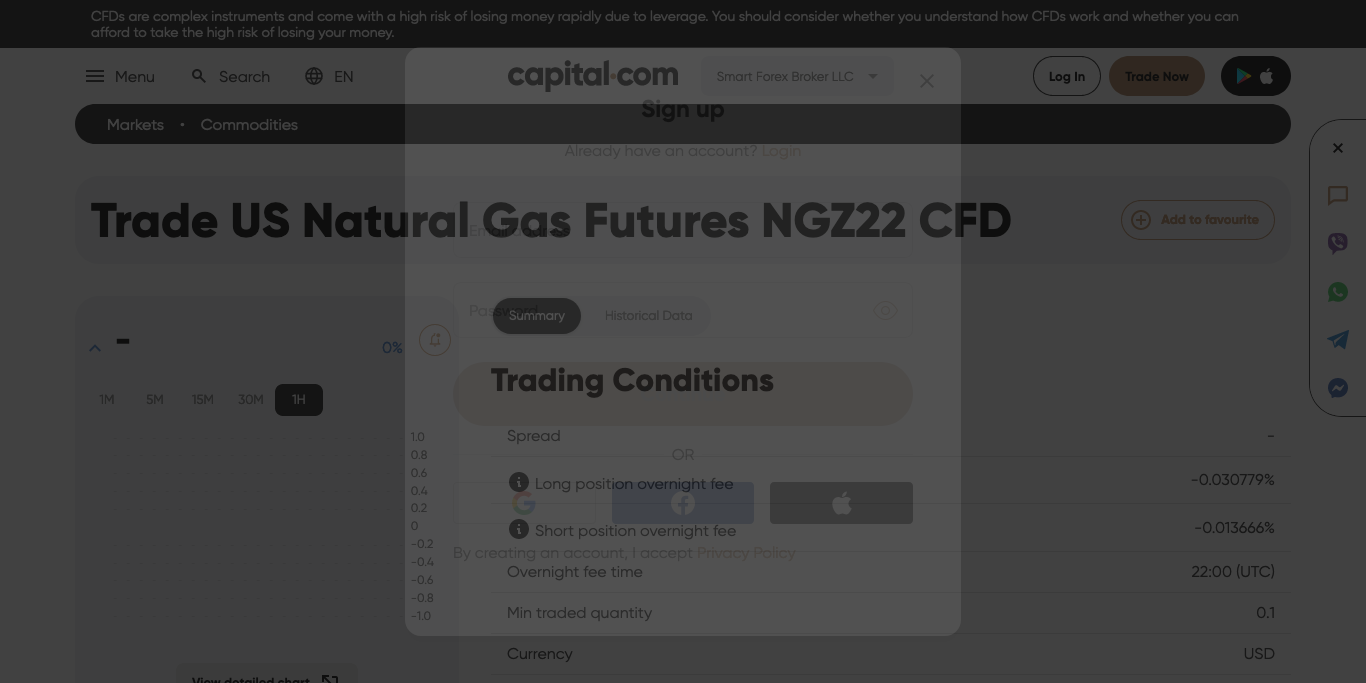 CFDs are complex instruments and come with a high risk of losing money rapidly due to leverage. You should consider whether you understand how CFDs work and whether you can
afford to take the high risk of losing your money.
Menu
Search
EN
capital.com
Smart Forex Broker LLC
Log In
Trade Now
Sign up
Markets
Commodities
Already have an account? Login
Trade US Natural Gas Futures NGZ22 CFD
Add to favourite
Email address
Password
Summary
Historical Data
0%
1M
5M
15M
30M
1H
Trading Conditions
1.0
0.8
0.6
0.4
0.2
0
-0.2
-0.4
-0.6
-0.8
-1.0
Spread
-
OR
Long position overnight fee
-0.030779%
Short position overnight fee
-0.013666%
By creating an account, I accept Privacy Policy
Overnight fee time
22:00 (UTC)
Min traded quantity
0.1
Currency
USD
View detailed chart